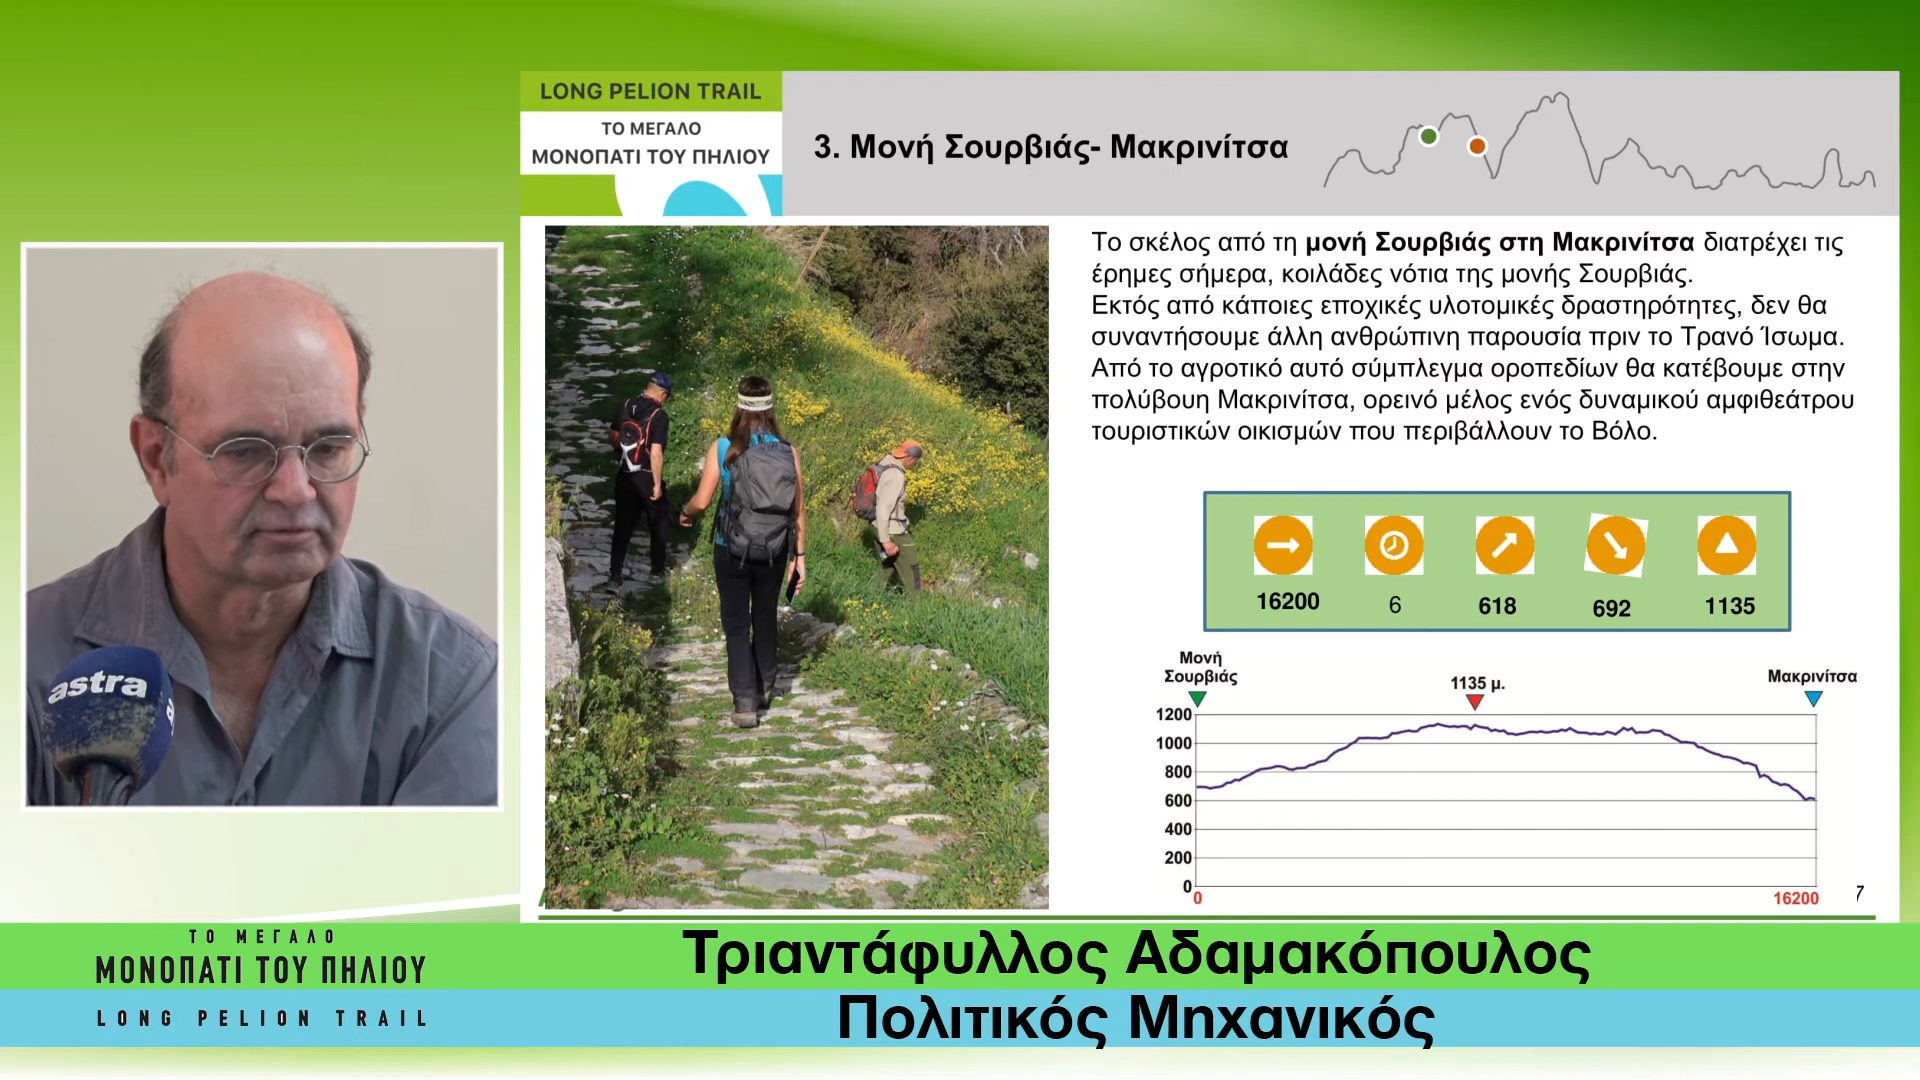 LONG PELION TRAIL
ΤΟ ΜΕΓΑΛΟ
ΜΟΝΟΠΑΤΙ ΤΟΥ ΠΗΛΙΟΥ
3. Μονή Σουρβιάς- Μακρινίτσα
Το σκέλος από τη μονή Σουρβιάς στη Μακρινίτσα διατρέχει τις
έρημες σήμερα, κοιλάδες νότια της μονής Σουρβιάς.
Εκτός από κάποιες εποχικές υλοτομικές δραστηρότητες, δεν θα
συναντήσουμε άλλη ανθρώπινη παρουσία πριν το Τρανό Ίσωμα.
Από το αγροτικό αυτό σύμπλεγμα οροπεδίων θα κατέβουμε στην
πολύβουη Μακρινίτσα, ορεινό μέλος ενός δυναμικού αμφιθεάτρου
τουριστικών οικισμών που περιβάλλουν το Βόλο.
16200 6 618 692 1135
Μονή
Σουρβιάς
1135 μ.
Μακρινίτσα
1200
1000
800
600
400
200
0
0 16200
7
astra
ΤΟ ΜΕΓΑΛΟ
ΜΟΝΟΠΑΤΙ ΤΟΥ ΠΗΛΙΟΥ
LONG PELION TRAIL
Τριαντάφυλλος Αδαμακόπουλος
Πολιτικός Μηχανικός